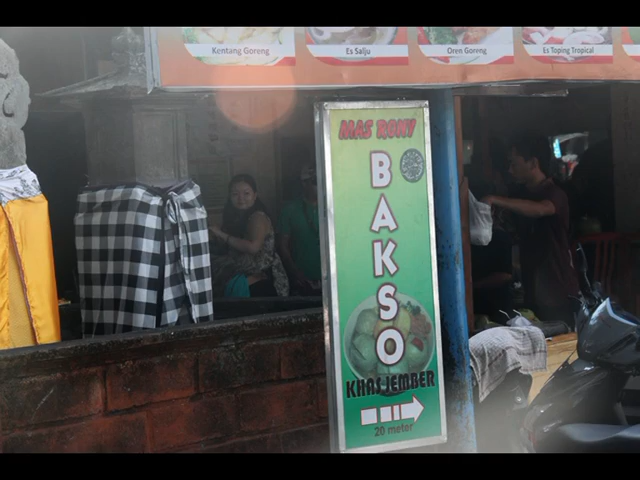 Kentang Goreng
Es Salju
Oren Goreng
Es Toping Tropical
MAS RONY
BAKSO
KHAS JEMBER
20 meter